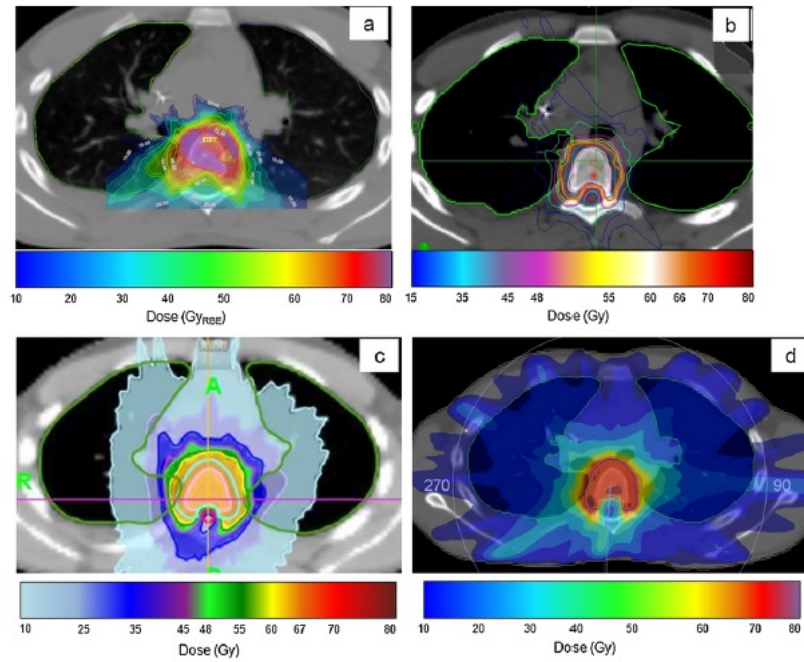 a
b
10 20 30 40 50 60 70 80
Dose (Gy_RBE)
15 35 45 48 55 60 66 70 80
Dose (Gy)
c
A
R
d
270
90
10 25 35 45 48 55 60 67 70 80
Dose (Gy)
10 20 30 40 50 60 70 80
Dose (Gy)